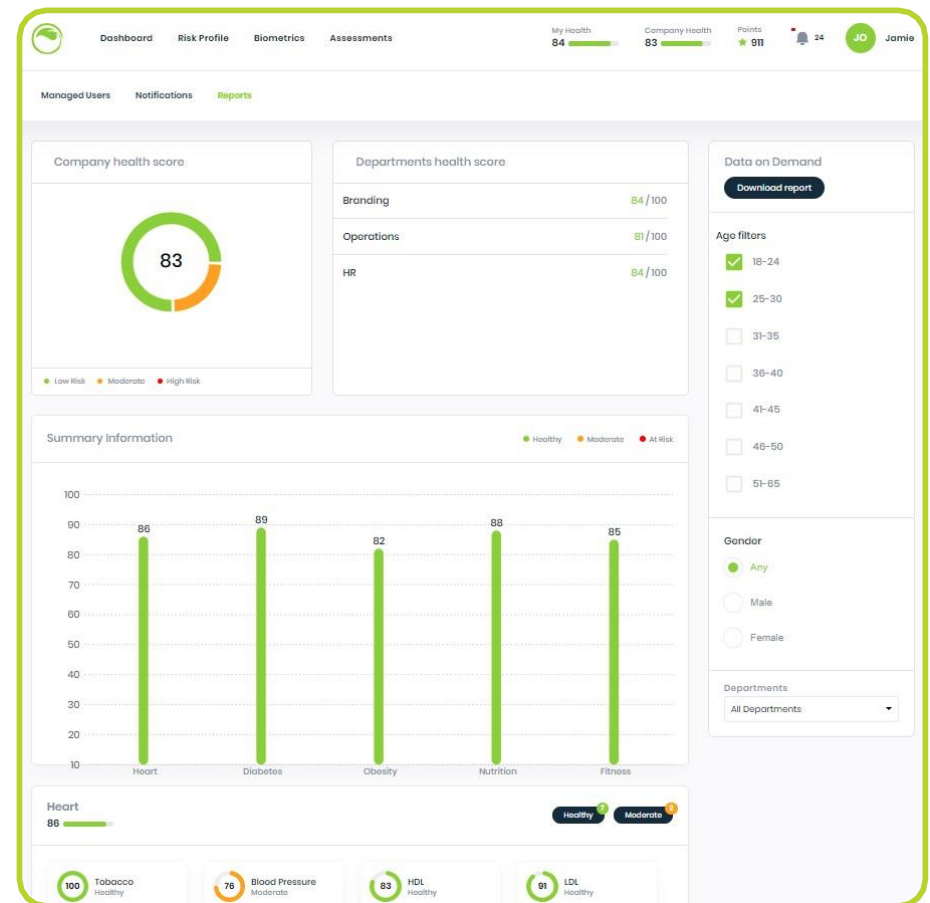 Dashboard Risk Profile Biometrics Assessments
My Health
84
Company Health
83
Points
911
24
JO
Jamie
Managed Users Notifications Reports
Company health score
83
Low Risk Moderate High Risk
Departments health score
Branding 84/100
Operations 81/100
HR 84/100
Data on Demand
Download report
Age filters
18-24
25-30
31-35
36-40
41-45
46-50
51-65
Gender
Any
Male
Female
Departments
All Departments
Summary Information
Healthy Moderate At Risk
100
90
80
70
60
50
40
30
20
10
86
89
82
88
85
Heart Diabetes Obesity Nutrition Fitness
Heart
86
Healthy 7
Moderate
100 Tobacco
Healthy
76 Blood Pressure
Moderate
83 HDL
Healthy
91 LDL
Healthy